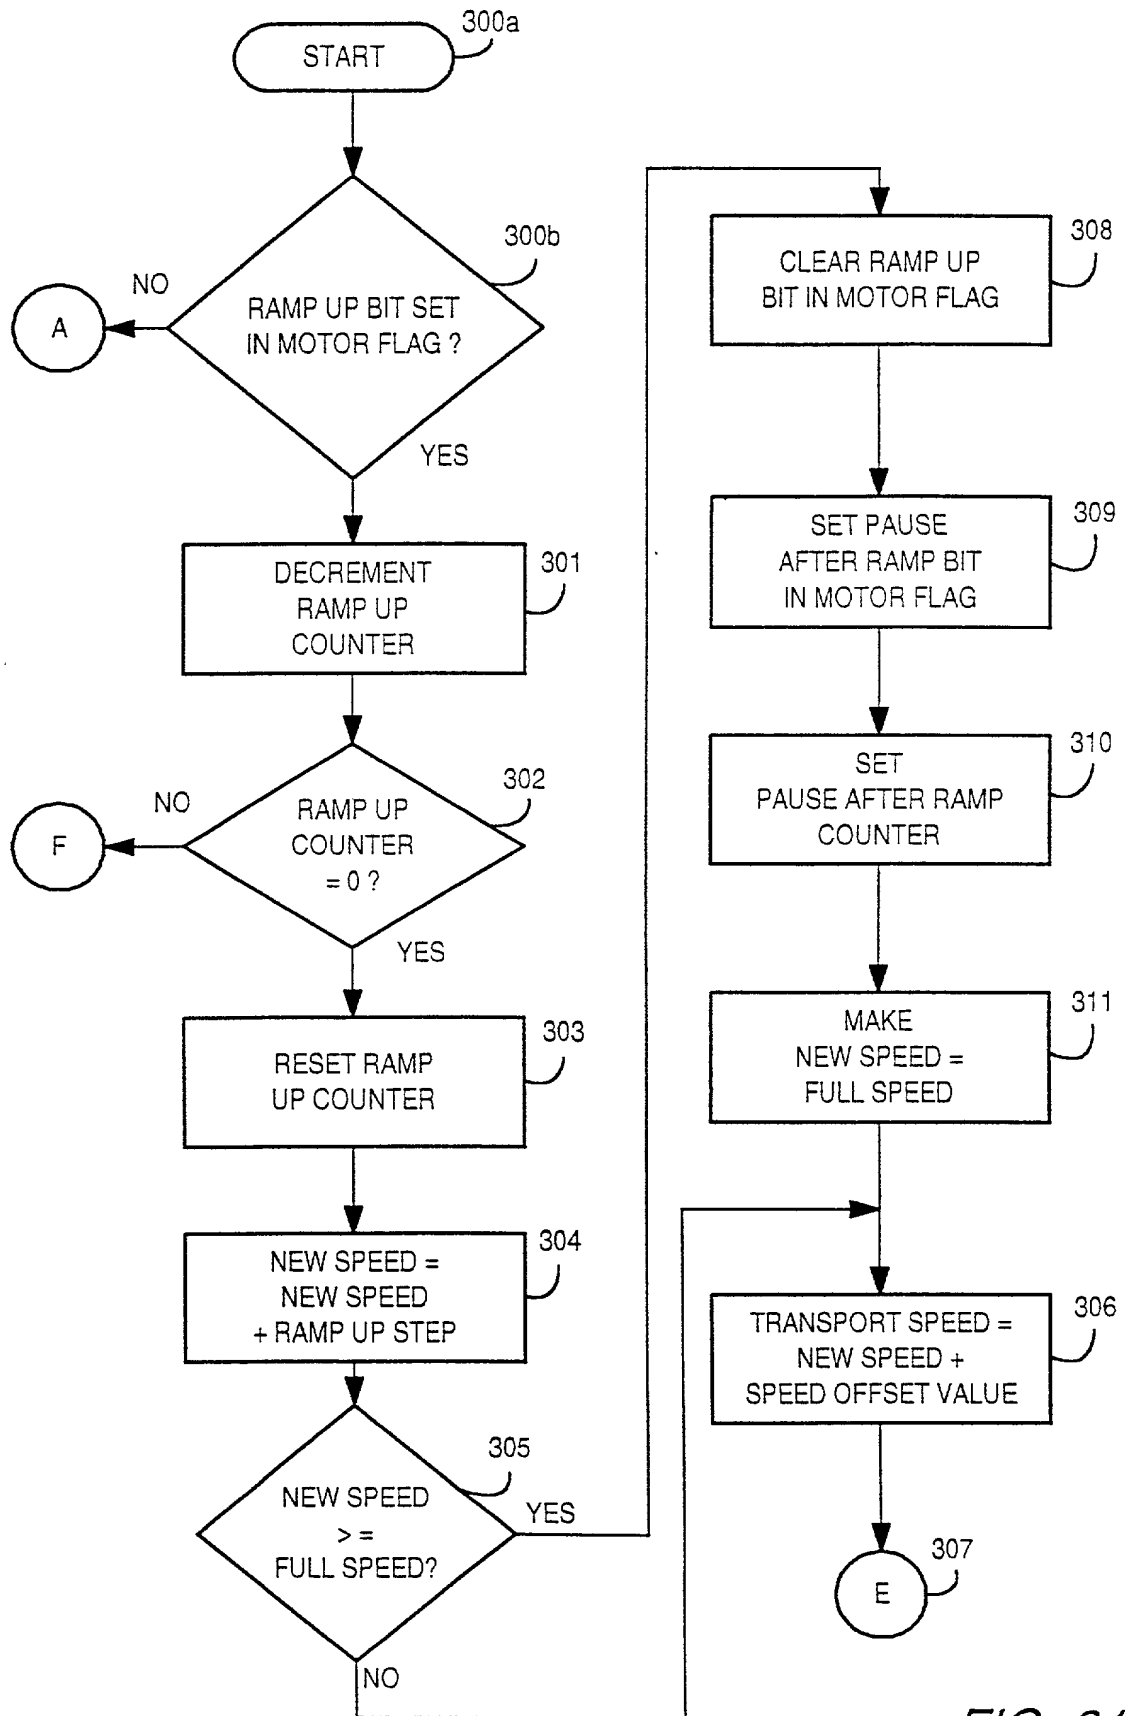 START
300a
RAMP UP BIT SET
IN MOTOR FLAG ?
300b
NO
A
YES
DECREMENT
RAMP UP
COUNTER
301
RAMP UP
COUNTER
= 0 ?
302
NO
F
YES
RESET RAMP
UP COUNTER
303
NEW SPEED =
NEW SPEED
+ RAMP UP STEP
304
NEW SPEED
> =
FULL SPEED?
305
YES
NO
CLEAR RAMP UP
BIT IN MOTOR FLAG
308
SET PAUSE
AFTER RAMP BIT
IN MOTOR FLAG
309
SET
PAUSE AFTER RAMP
COUNTER
310
MAKE
NEW SPEED =
FULL SPEED
311
TRANSPORT SPEED =
NEW SPEED +
SPEED OFFSET VALUE
306
E
307